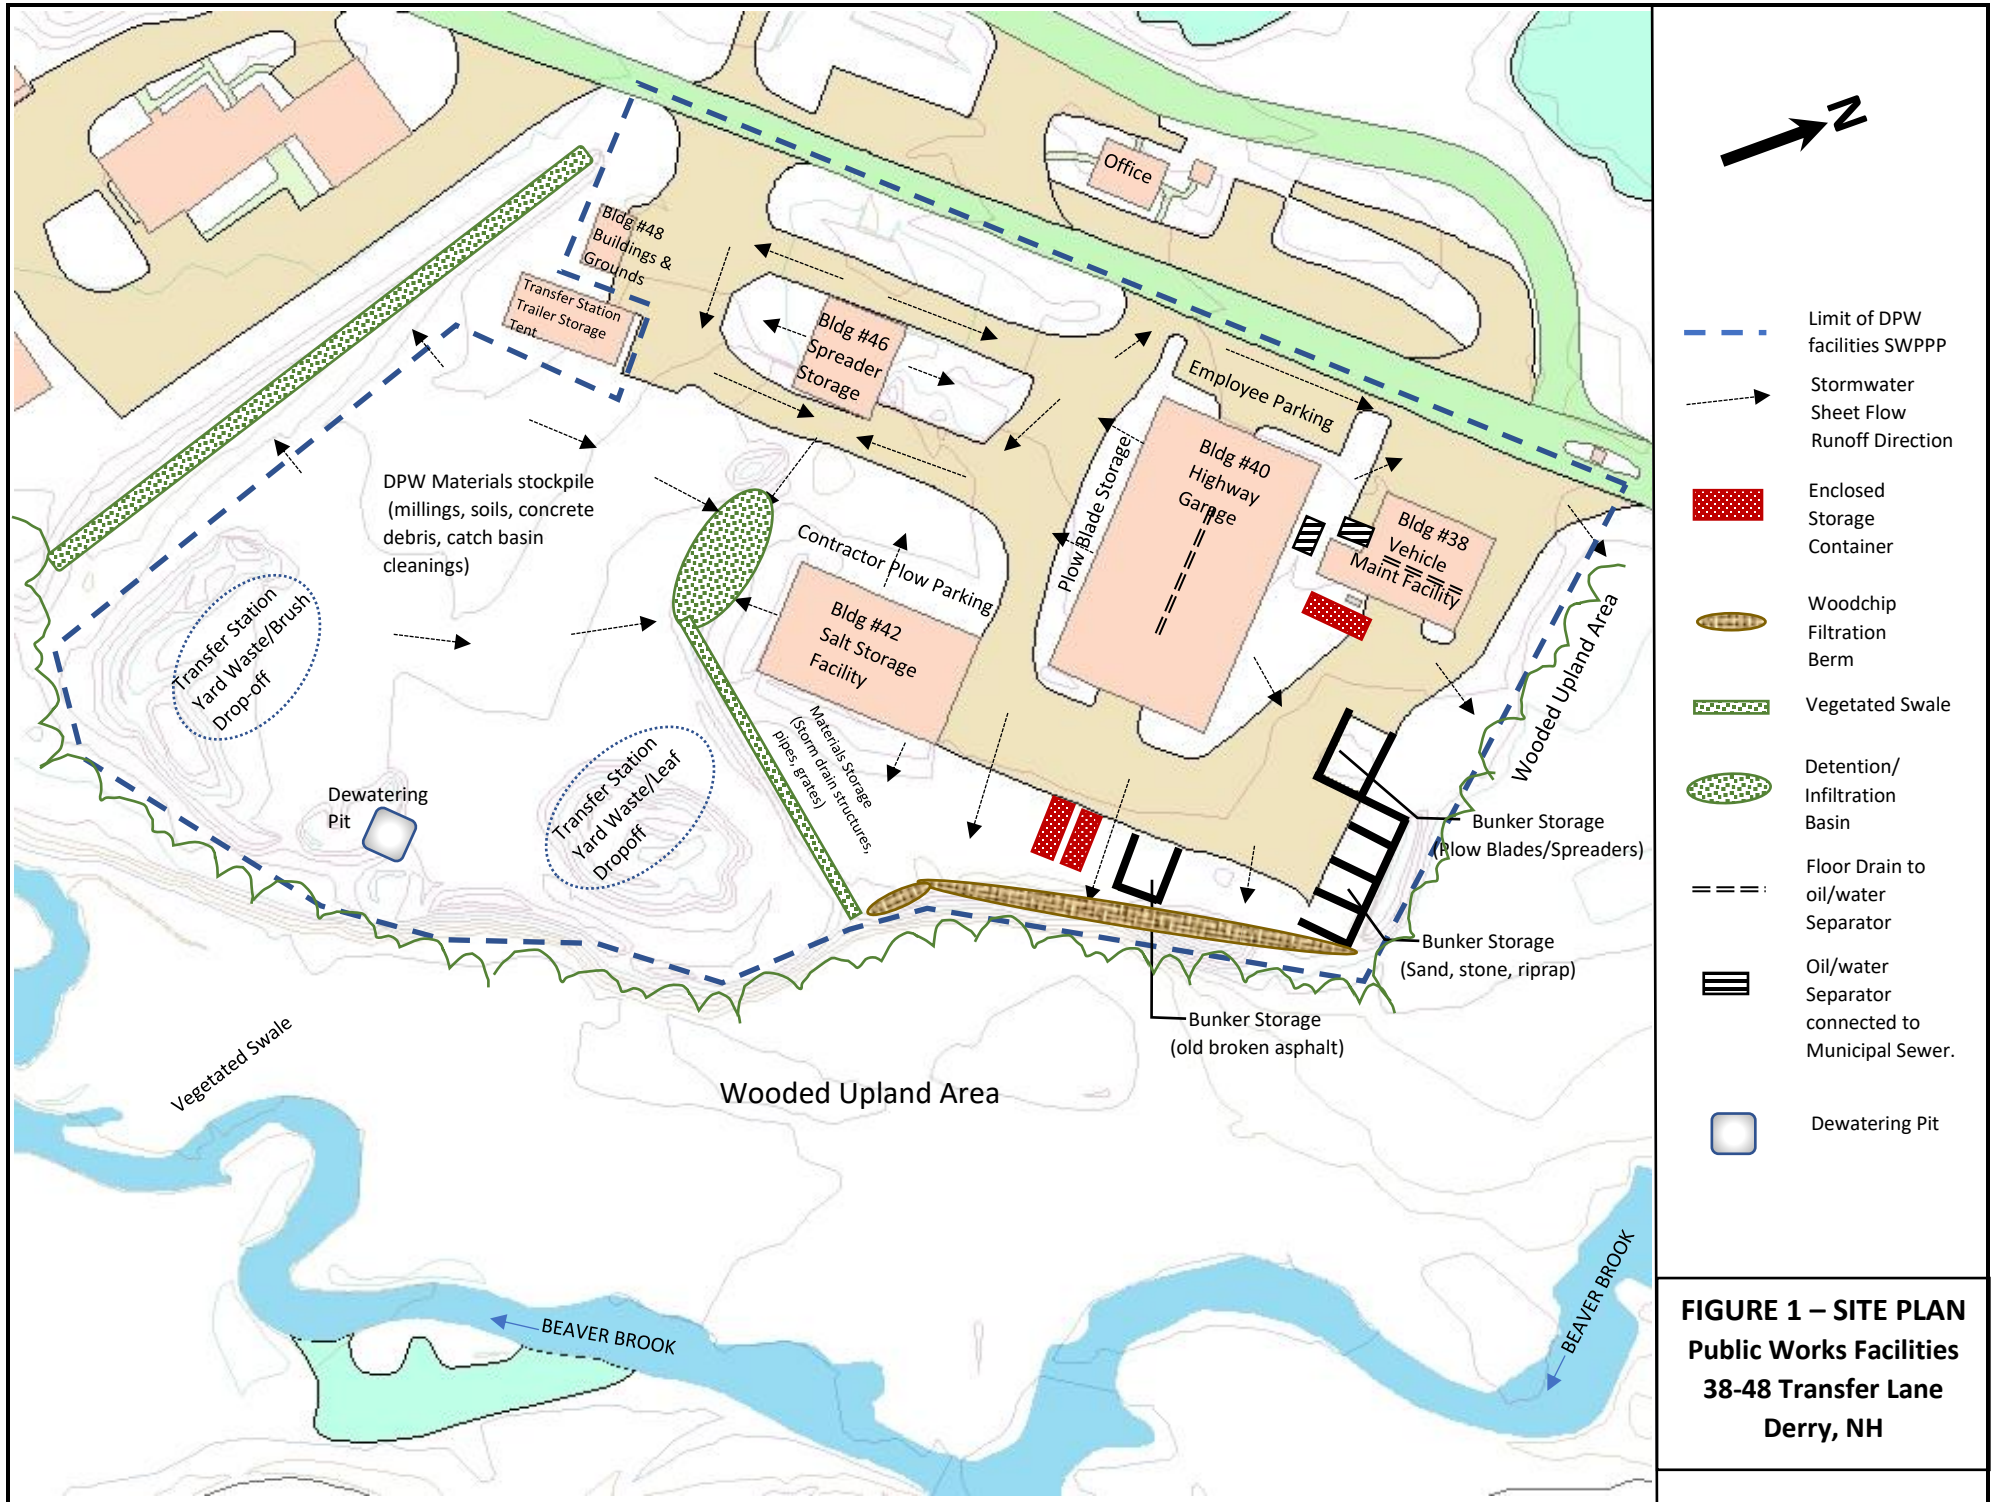 Office
Bldg #48
Buildings &
Grounds
Transfer Station
Trailer Storage
Tent
Bldg #46
Spreader
Storage
Employee Parking
Plow Blade Storage
Bldg #40
Highway
Garage
Bldg #38
Vehicle
Maint Facility
DPW Materials stockpile
(millings, soils, concrete
debris, catch basin
cleanings)
Contractor Plow Parking
Bldg #42
Salt Storage
Facility
Transfer Station
Yard Waste/Brush
Drop-off
Wooded Upland Area
Materials Storage
(Storm drain structures,
pipes, grates)
Transfer Station
Yard Waste/Leaf
Dropoff
Dewatering
Pit
Bunker Storage
(Plow Blades/Spreaders)
Bunker Storage
(Sand, stone, riprap)
Bunker Storage
(old broken asphalt)
Vegetated Swale
Wooded Upland Area
BEAVER BROOK
BEAVER BROOK
N
Limit of DPW
facilities SWPPP
Stormwater
Sheet Flow
Runoff Direction
Enclosed
Storage
Container
Woodchip
Filtration
Berm
Vegetated Swale
Detention/
Infiltration
Basin
Floor Drain to
oil/water
Separator
Oil/water
Separator
connected to
Municipal Sewer.
Dewatering Pit
FIGURE 1 – SITE PLAN
Public Works Facilities
38-48 Transfer Lane
Derry, NH